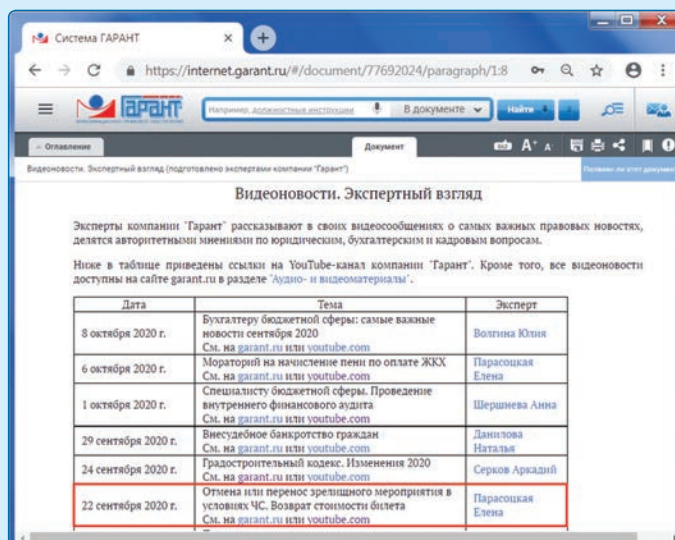 Система ГАРАНТ
https://internet.garant.ru/#/document/77692024/paragraph/1:8
ГАРАНТ
Например, должностные инструкции
В документе
Найти
Оглавление
Документ
A+ A-
Видеоновости. Экспертный взгляд (подготовлено экспертами компании "Гарант")
Видеоновости. Экспертный взгляд
Эксперты компании "Гарант" рассказывают в своих видеосообщениях о самых важных правовых новостях,
делятся авторитетными мнениями по юридическим, бухгалтерским и кадровым вопросам.
Ниже в таблице приведены ссылки на YouTube-канал компании "Гарант". Кроме того, все видеоновости
доступны на сайте garant.ru в разделе "Аудио- и видеоматериалы".
Дата Тема Эксперт
8 октября 2020 г.
Бухгалтеру бюджетной сферы: самые важные
новости сентября 2020
См. на garant.ru или youtube.com
Волгина Юлия
6 октября 2020 г.
Мораторий на начисление пени по оплате ЖКХ
См. на garant.ru или youtube.com
Парасоцкая
Елена
1 октября 2020 г.
Специалисту бюджетной сферы. Проведение
внутреннего финансового аудита
См. на garant.ru или youtube.com
Шершнева Анна
29 сентября 2020 г.
Внесудебное банкротство граждан
См. на garant.ru или youtube.com
Данилова
Наталья
24 сентября 2020 г.
Градостроительный кодекс. Изменения 2020
См. на garant.ru или youtube.com
Серков Аркадий
22 сентября 2020 г.
Отмена или перенос зрелищного мероприятия в
условиях ЧС. Возврат стоимости билета
См. на garant.ru или youtube.com
Парасоцкая
Елена